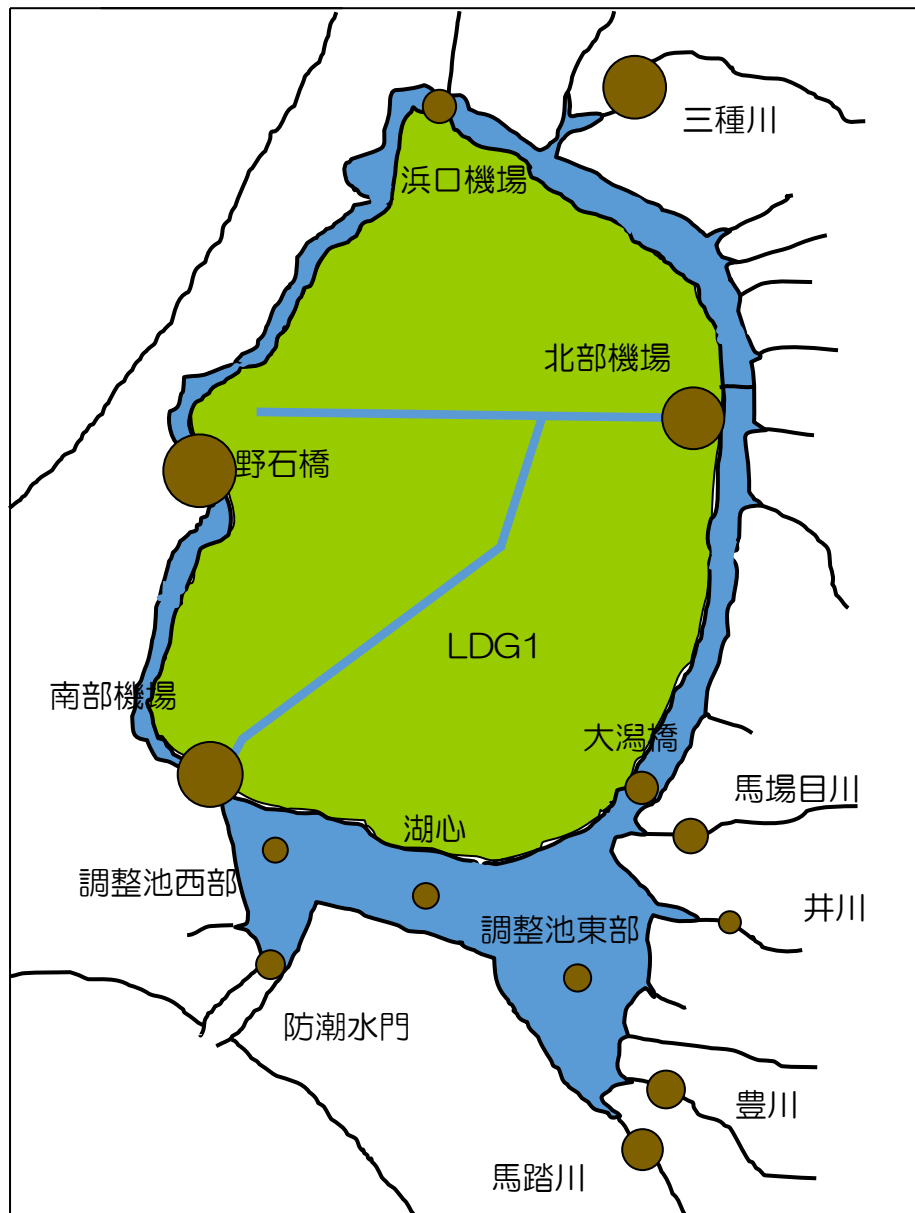 三種川
浜口機場
北部機場
野石橋
LDG1
南部機場
大潟橋
馬場目川
湖心
調整池西部
井川
調整池東部
防潮水門
豊川
馬踏川